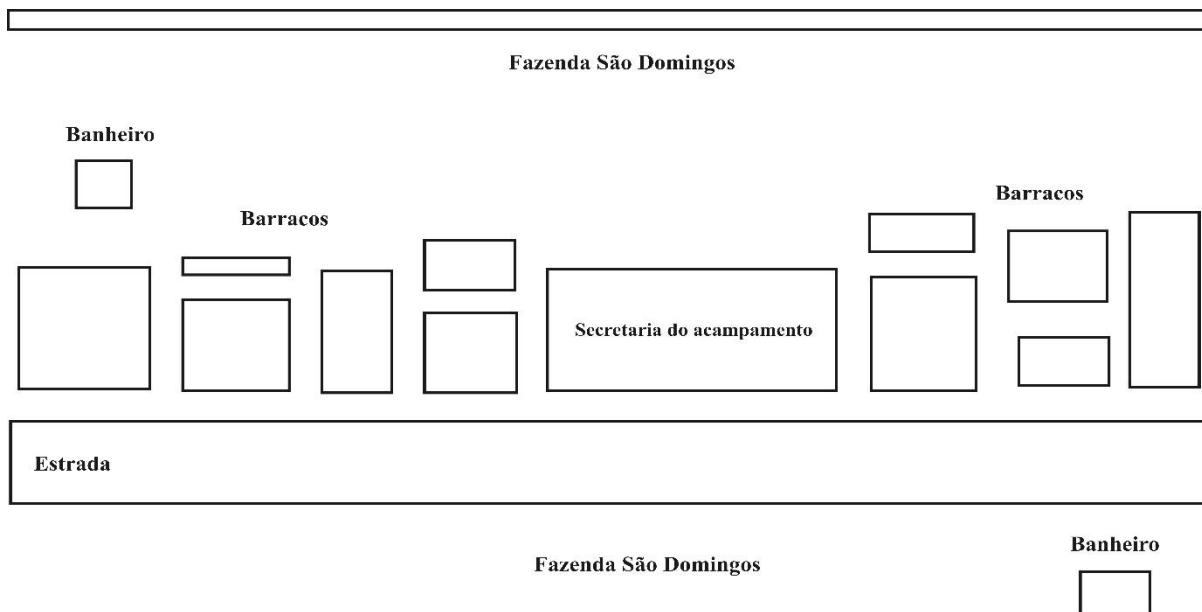 Fazenda São Domingos
Banheiro
Barracos
Barracos
Secretaria do acampamento
Estrada
Banheiro
Fazenda São Domingos